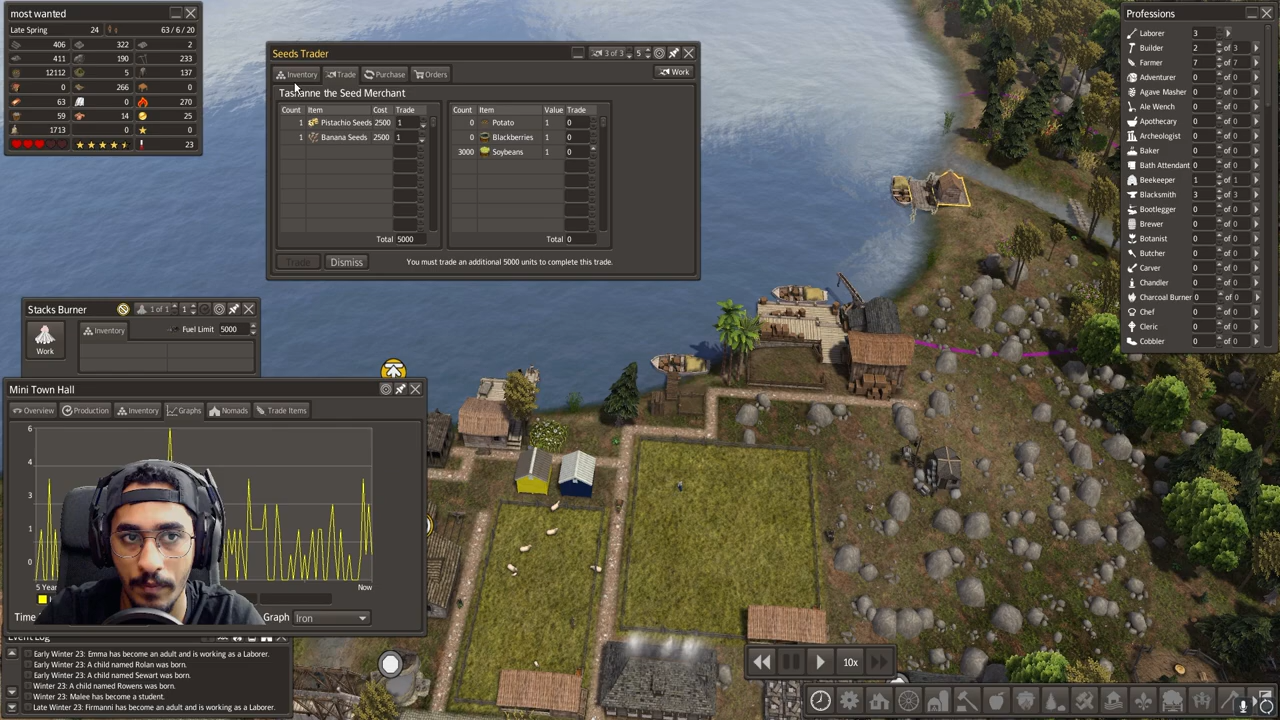 most wanted
Late Spring 24 63 / 6 / 20
406 322 2
411 190 233
12112 5 137
0 266 0
63 0 270
59 14 25
1713 0 0
23
Seeds Trader 3 of 3 5
Inventory Trade Purchase Orders Work
Tashanne the Seed Merchant
Count Item Cost Trade
1 Pistachio Seeds 2500 1
1 Banana Seeds 2500 1
Total 5000
Count Item Value Trade
0 Potato 1 0
0 Blackberries 1 0
3000 Soybeans 1 0
Total 0
Trade Dismiss You must trade an additional 5000 units to complete this trade.
Stacks Burner 1 of 1 1
Work Inventory Fuel Limit 5000
Mini Town Hall
Overview Production Inventory Graphs Nomads Trade Items
6
4
3
1
0
5 Year Now
Time Graph Iron
Event Log
Early Winter 23: Emma has become an adult and is working as a Laborer.
Early Winter 23: A child named Rolan was born.
Early Winter 23: A child named Sewart was born.
Winter 23: A child named Rowens was born.
Winter 23: Malee has become a student.
Late Winter 23: Firmanni has become an adult and is working as a Laborer.
Professions
Laborer 3
Builder 2 of 3
Farmer 7 of 7
Adventurer 0 of 0
Agave Masher 0 of 0
Ale Wench 0 of 0
Apothecary 0 of 0
Archeologist 0 of 0
Baker 0 of 0
Bath Attendant 0 of 0
Beekeeper 1 of 1
Blacksmith 3 of 3
Bootlegger 0 of 0
Brewer 0 of 0
Botanist 0 of 0
Butcher 0 of 0
Carver 0 of 0
Chandler 0 of 0
Charcoal Burner 0 of 0
Chef 0 of 0
Cleric 0 of 0
Cobbler 0 of 0
10x